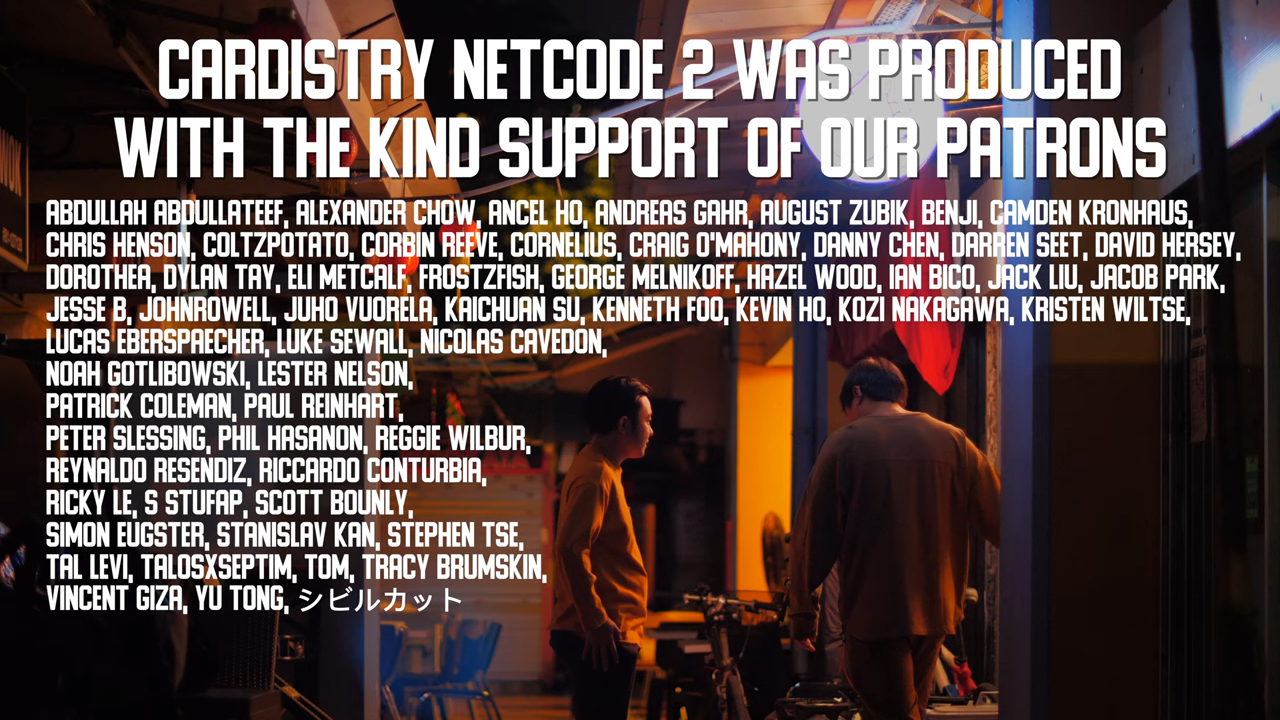 CARDISTRY NETCODE 2 WAS PRODUCED
WITH THE KIND SUPPORT OF OUR PATRONS
ABDULLAH ABDULLATEEF, ALEXANDER CHOW, ANCEL HO, ANDREAS GAHR, AUGUST ZUBIK, BENJI, CAMDEN KRONHAUS,
CHRIS HENSON, COLTZPOTATO, CORBIN REEVE, CORNELIUS, CRAIG O'MAHONY, DANNY CHEN, DARREN SEET, DAVID HERSEY,
DOROTHEA, DYLAN TAY, ELI METCALF, FROSTZFISH, GEORGE MELNIKOFF, HAZEL WOOD, IAN BICO, JACK LIU, JACOB PARK,
JESSE B, JOHNROWELL, JUHO VUORELA, KAICHUAN SU, KENNETH FOO, KEVIN HO, KOZI NAKAGAWA, KRISTEN WILTSE,
LUCAS EBERSPAECHER, LUKE SEWALL, NICOLAS CAVEDON,
NOAH GOTLIBOWSKI, LESTER NELSON,
PATRICK COLEMAN, PAUL REINHART,
PETER SLESSING, PHIL HASANON, REGGIE WILBUR,
REYNALDO RESENDIZ, RICCARDO CONTURBIA,
RICKY LE, S STUFAP, SCOTT BOUNLY,
SIMON EUGSTER, STANISLAV KAN, STEPHEN TSE,
TAL LEVI, TALOSXSEPTIM, TOM, TRACY BRUMSKIN,
VINCENT GIZA, YU TONG, シビルカット